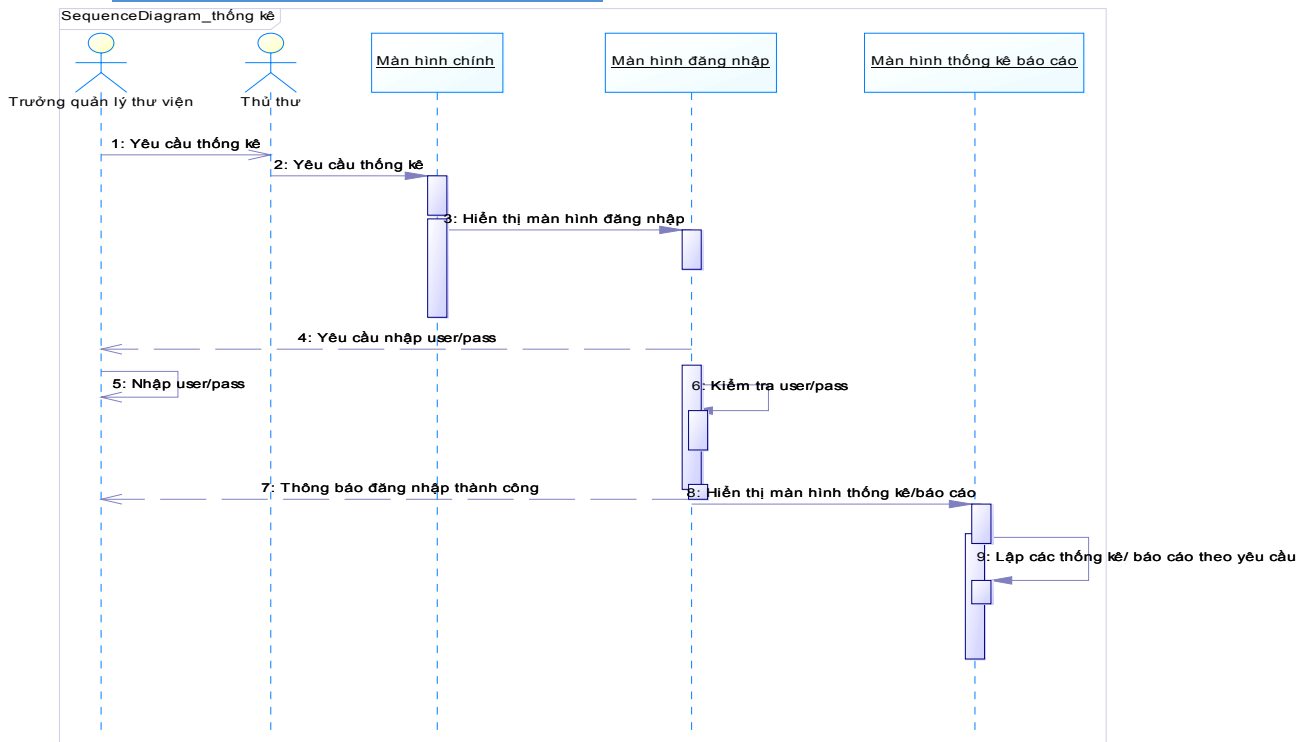 SequenceDiagram_thống kê
Màn hình chính
Màn hình đăng nhập
Màn hình thống kê báo cáo
Trưởng quản lý thư viện
Thủ thư
1: Yêu cầu thống kê
2: Yêu cầu thống kê
3: Hiển thị màn hình đăng nhập
4: Yêu cầu nhập user/pass
5: Nhập user/pass
6: Kiểm tra user/pass
7: Thông báo đăng nhập thành công
8: Hiển thị màn hình thống kê/báo cáo
9: Lập các thống kê/ báo cáo theo yêu cầu